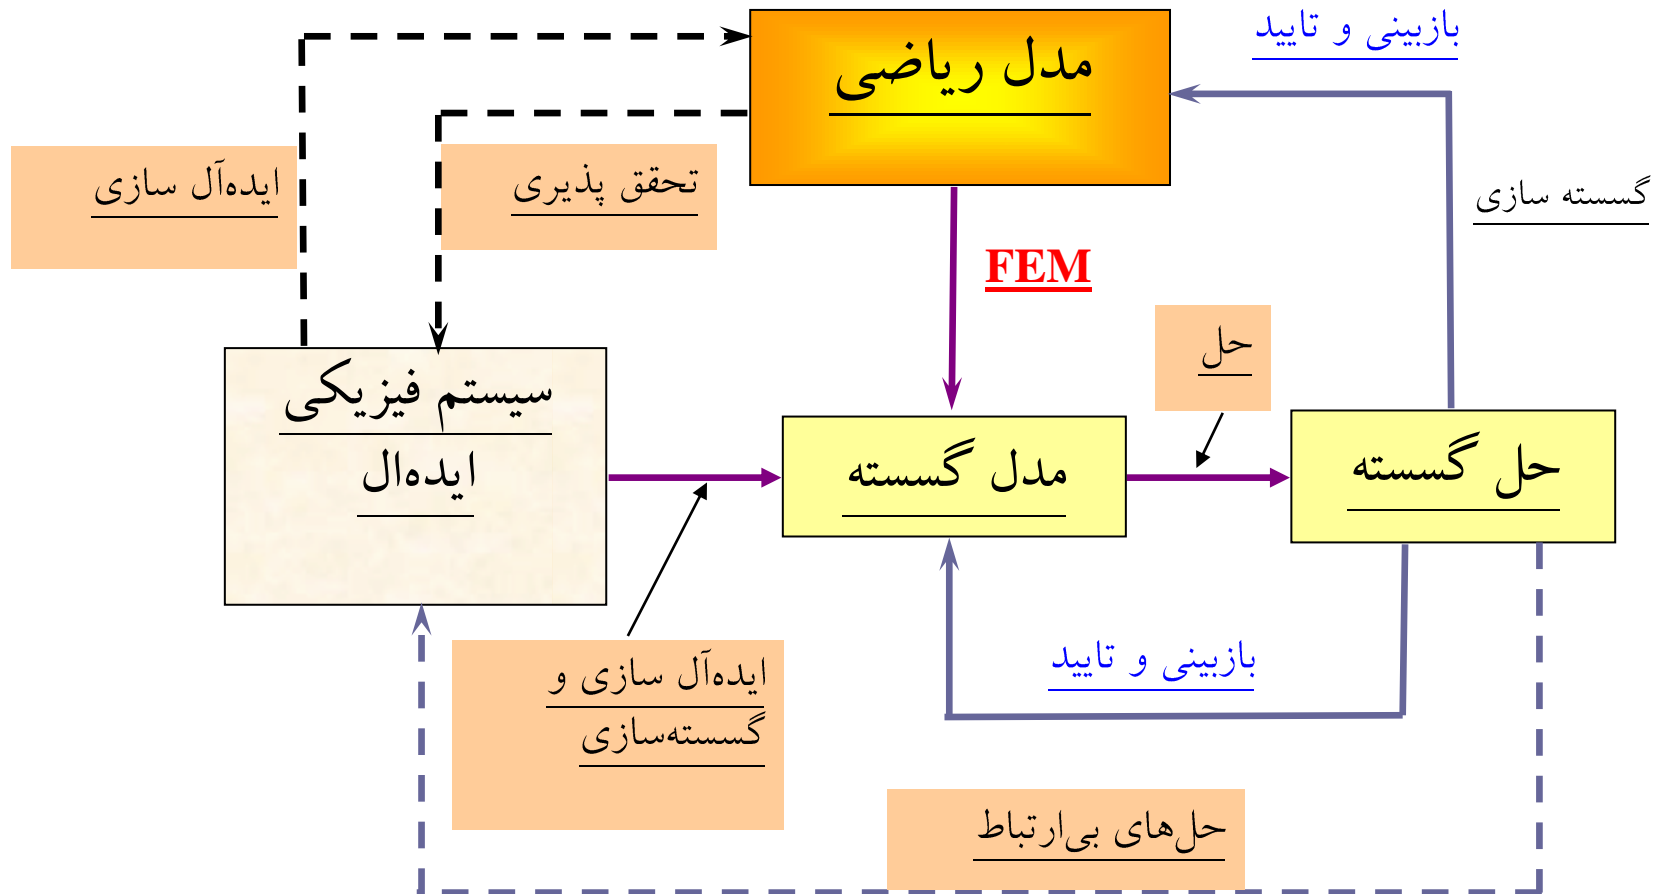 بازبینی و تایید
مدل ریاضی
ایده‌آل سازی
تحقق پذیری
گسسته سازی
FEM
حل
سیستم فیزیکی
ایده‌ال
مدل گسسته
حل گسسته
بازبینی و تایید
ایده‌آل سازی و
گسسته‌سازی
حل‌های بی‌ارتباط